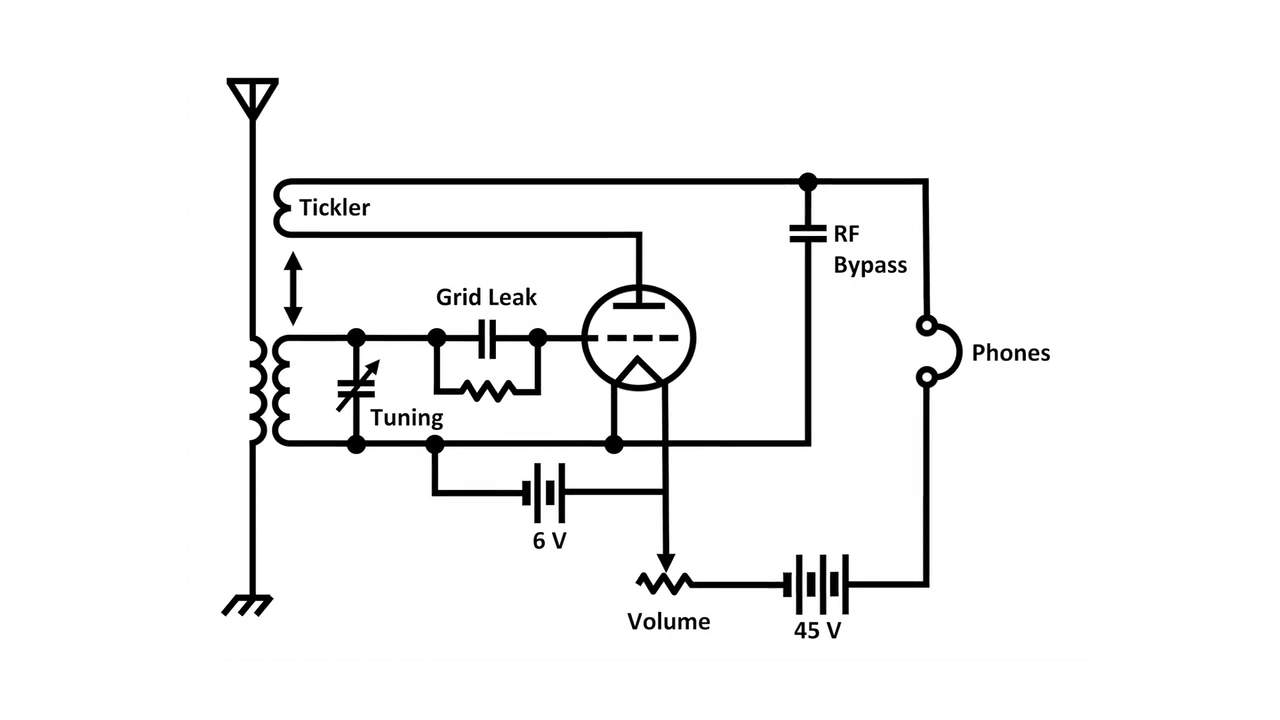 Tickler
RF
Bypass
Grid Leak
Phones
Tuning
6 V
Volume
45 V